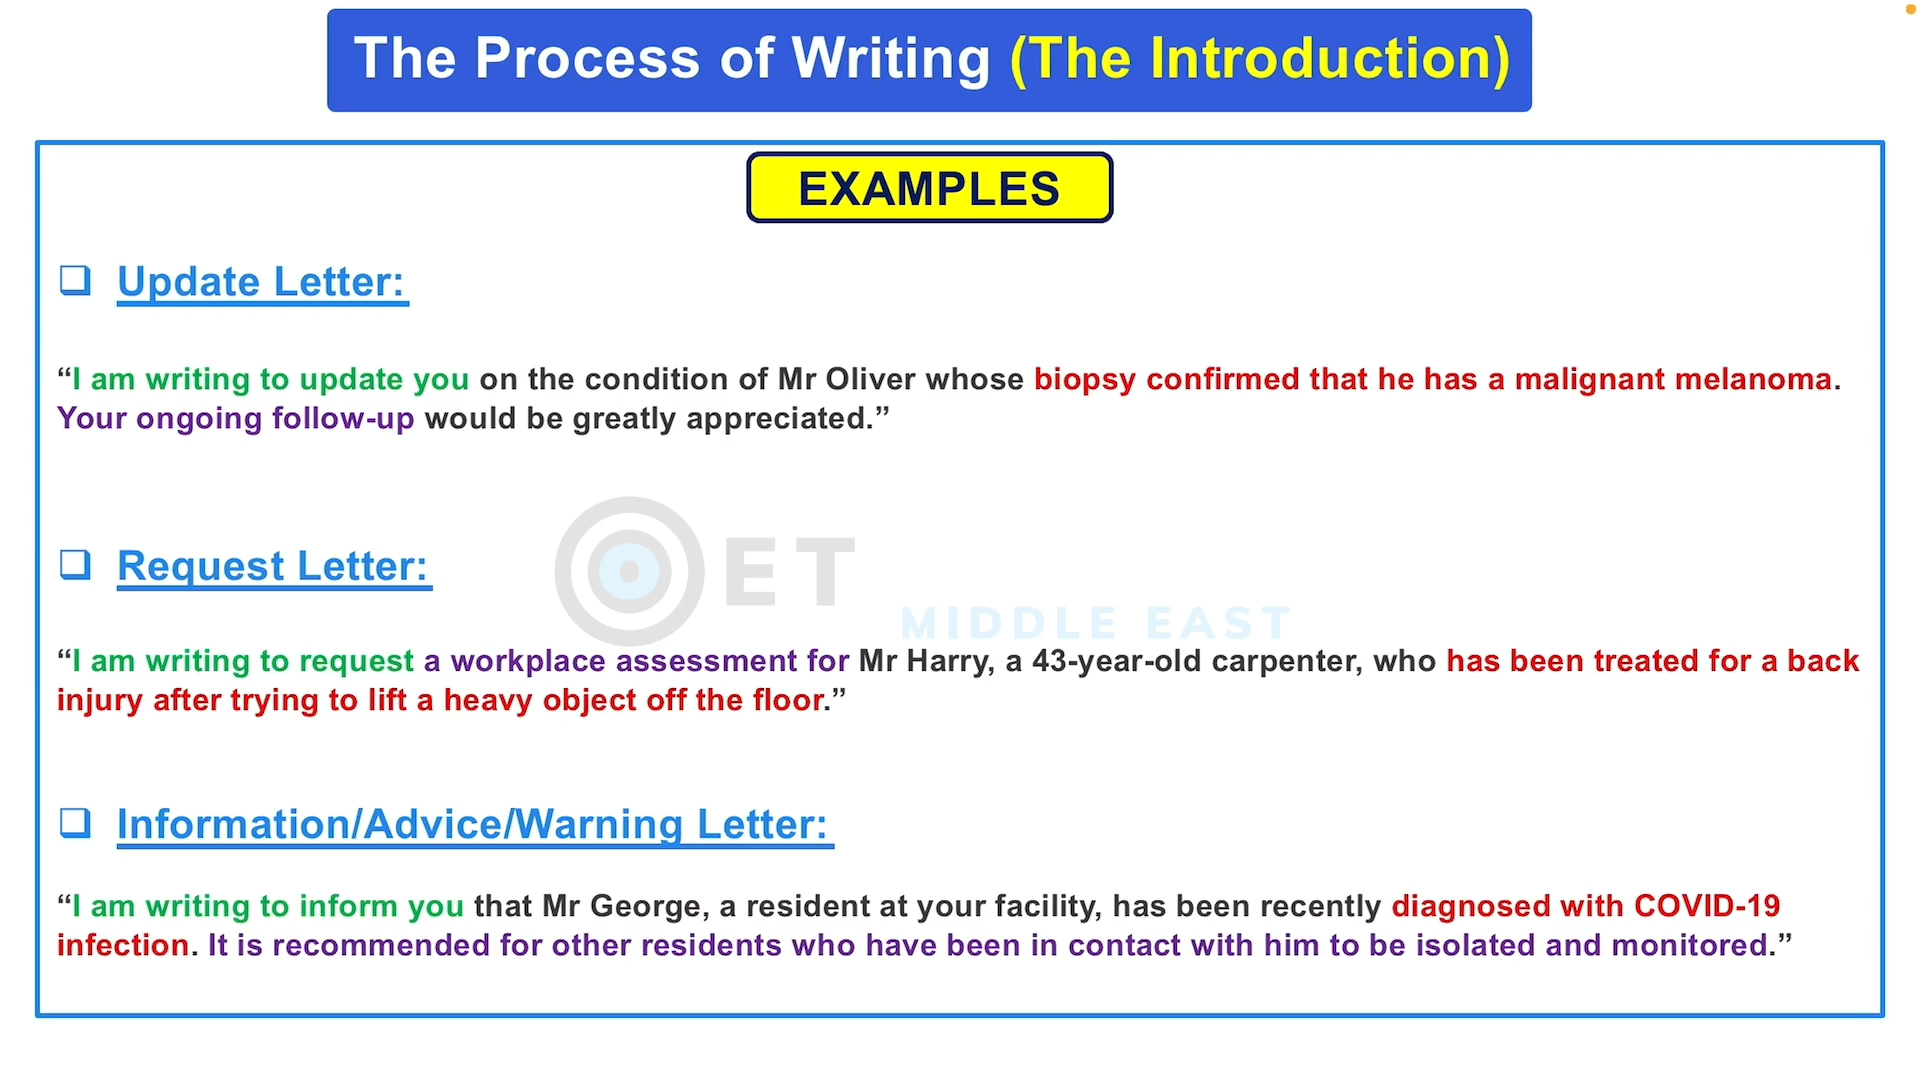 The Process of Writing (The Introduction)
EXAMPLES
❑ Update Letter:
“I am writing to update you on the condition of Mr Oliver whose biopsy confirmed that he has a malignant melanoma.
Your ongoing follow-up would be greatly appreciated.”
OET
MIDDLE EAST
❑ Request Letter:
“I am writing to request a workplace assessment for Mr Harry, a 43-year-old carpenter, who has been treated for a back
injury after trying to lift a heavy object off the floor.”
❑ Information/Advice/Warning Letter:
“I am writing to inform you that Mr George, a resident at your facility, has been recently diagnosed with COVID-19
infection. It is recommended for other residents who have been in contact with him to be isolated and monitored.”